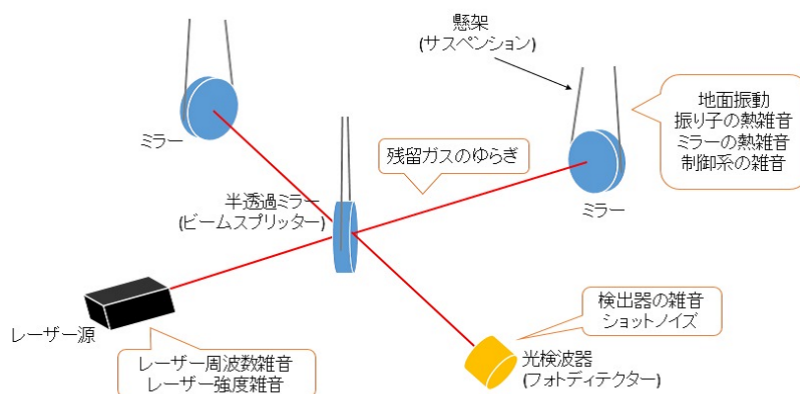 懸架
(サスペンション)
地面振動
振り子の熱雑音
ミラーの熱雑音
制御系の雑音
ミラー
残留ガスのゆらぎ
ミラー
半透過ミラー
(ビームスプリッター)
検出器の雑音
ショットノイズ
レーザー源
レーザー周波数雑音
レーザー強度雑音
光検波器
(フォトディテクター)